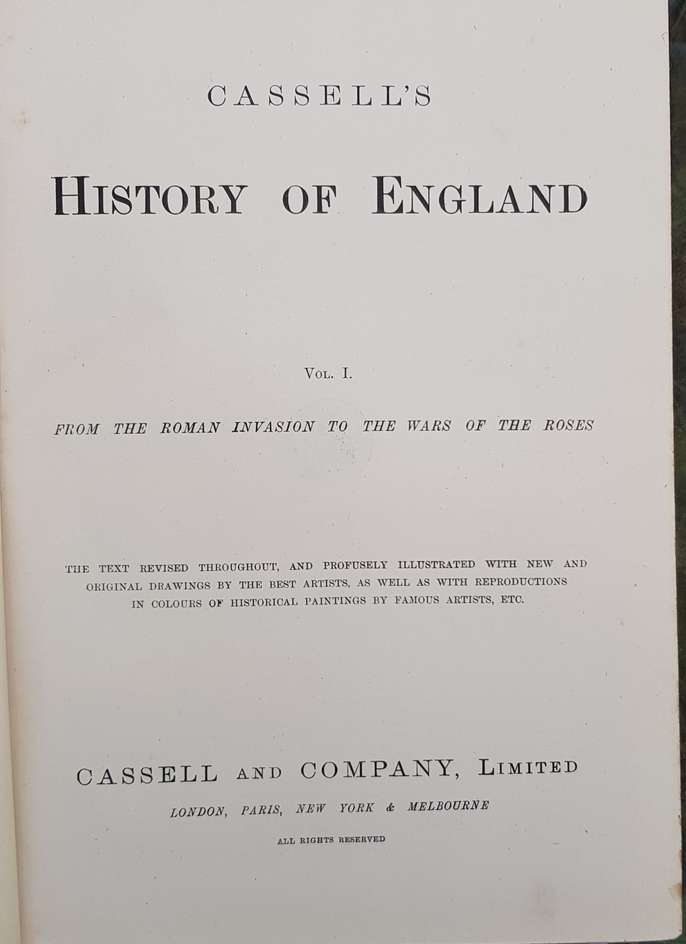 CASSELL'S
HISTORY OF ENGLAND
VOL. I.
FROM THE ROMAN INVASION TO THE WARS OF THE ROSES
THE TEXT REVISED THROUGHOUT, AND PROFUSELY ILLUSTRATED WITH NEW AND
ORIGINAL DRAWINGS BY THE BEST ARTISTS, AS WELL AS WITH REPRODUCTIONS
IN COLOURS OF HISTORICAL PAINTINGS BY FAMOUS ARTISTS, ETC.
CASSELL AND COMPANY, LIMITED
LONDON, PARIS, NEW YORK & MELBOURNE
ALL RIGHTS RESERVED